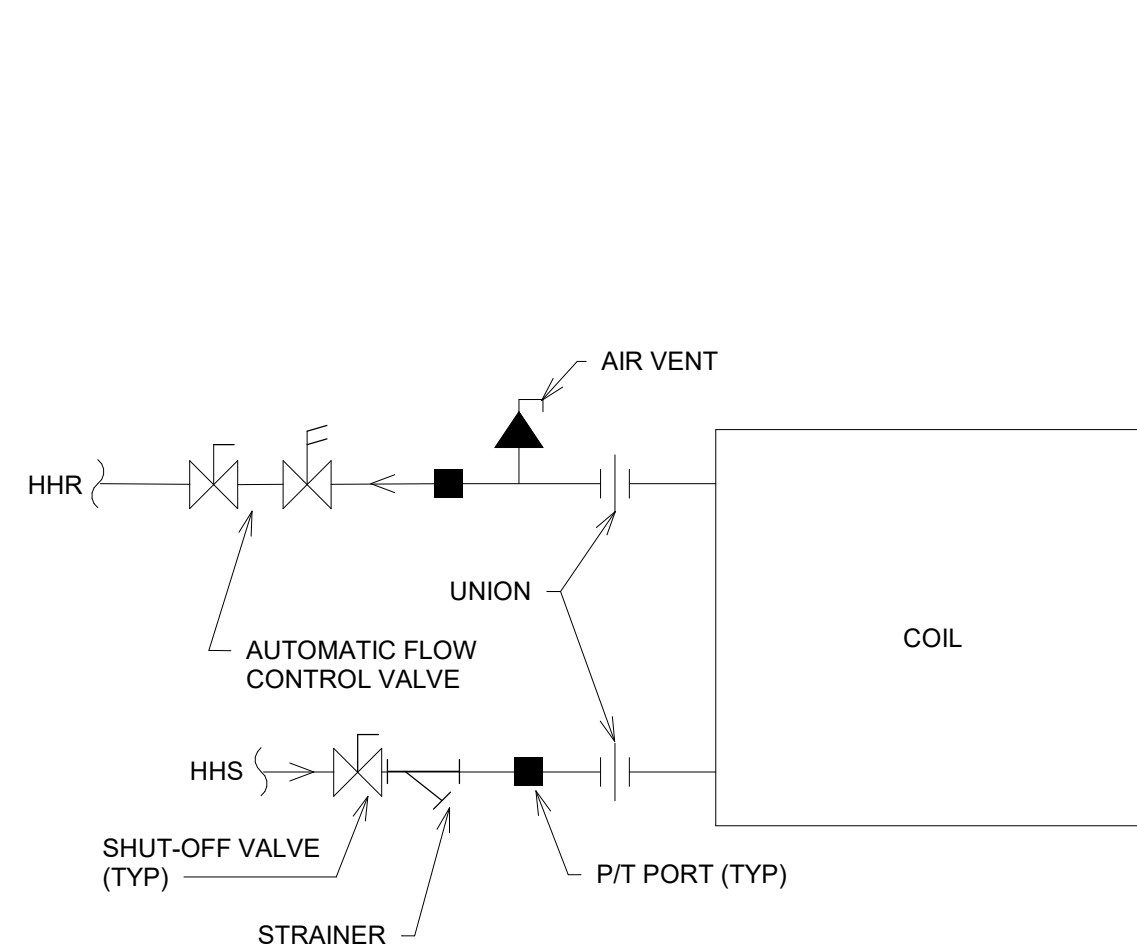 AIR VENT
HHR
UNION
COIL
AUTOMATIC FLOW
CONTROL VALVE
HHS
SHUT-OFF VALVE
(TYP)
P/T PORT (TYP)
STRAINER